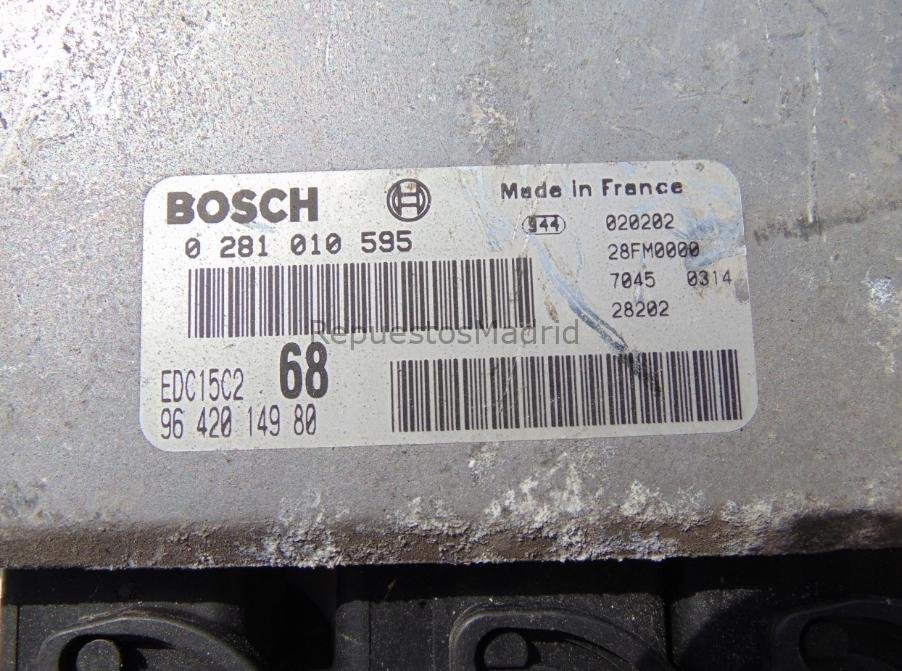 BOSCH
Made in France
0 281 010 595
944
020202
28FM0000
7045 0314
28202
RepuestosMadrid
EDC15C2 68
96 420 149 80